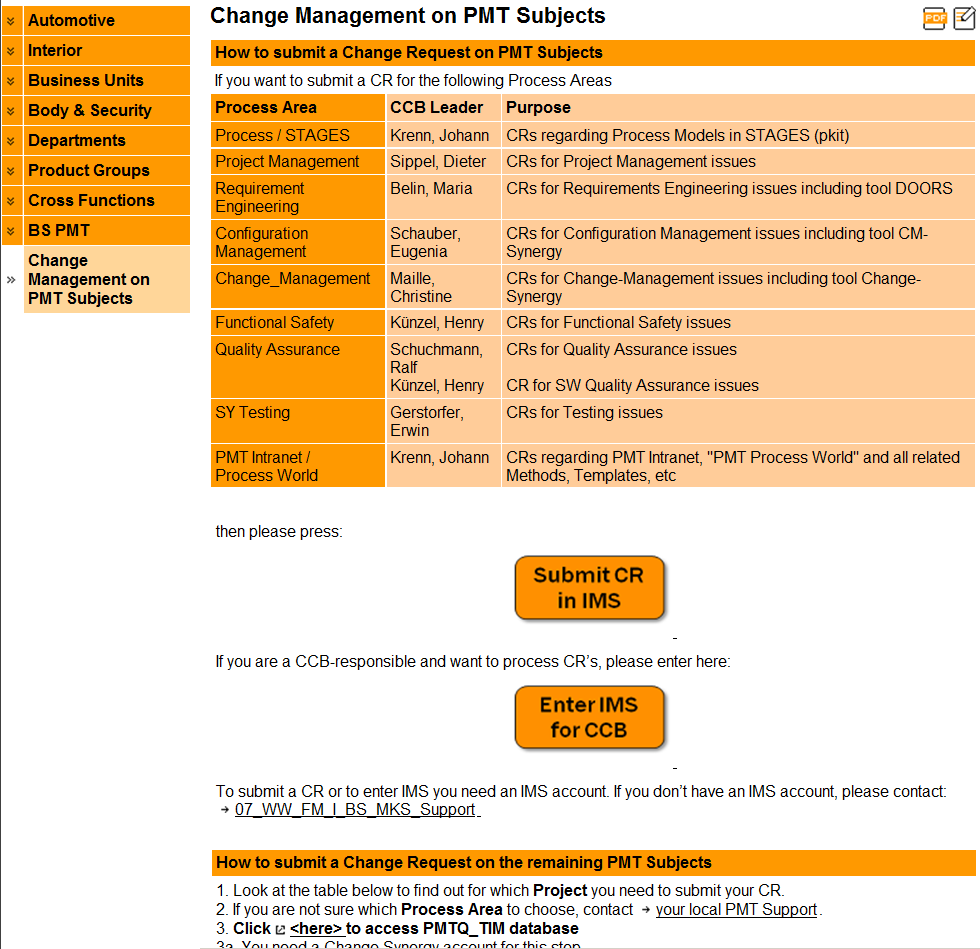 Change Management on PMT Subjects
PDF
Automotive
Interior
Business Units
Body & Security
Departments
Product Groups
Cross Functions
BS PMT
Change
Management on
PMT Subjects
How to submit a Change Request on PMT Subjects
If you want to submit a CR for the following Process Areas
Process Area CCB Leader Purpose
Process / STAGES Krenn, Johann CRs regarding Process Models in STAGES (pkit)
Project Management Sippel, Dieter CRs for Project Management issues
Requirement Belin, Maria CRs for Requirements Engineering issues including tool DOORS
Engineering
Configuration Schauber, CRs for Configuration Management issues including tool CM-
Management Eugenia Synergy
Change_Management Maille, CRs for Change-Management issues including tool Change-
Christine Synergy
Functional Safety Künzel, Henry CRs for Functional Safety issues
Quality Assurance Schuchmann, CRs for Quality Assurance issues
Ralf
Künzel, Henry CR for SW Quality Assurance issues
SY Testing Gerstorfer, CRs for Testing issues
Erwin
PMT Intranet / Krenn, Johann CRs regarding PMT Intranet, "PMT Process World" and all related
Process World Methods, Templates, etc
then please press:
Submit CR
in IMS
If you are a CCB-responsible and want to process CR's, please enter here:
Enter IMS
for CCB
To submit a CR or to enter IMS you need an IMS account. If you don't have an IMS account, please contact:
07_WW_FM_I_BS_MKS_Support
How to submit a Change Request on the remaining PMT Subjects
1. Look at the table below to find out for which Project you need to submit your CR.
2. If you are not sure which Process Area to choose, contact → your local PMT Support.
3. Click <here> to access PMTQ_TIM database
3a. You need a Change Synergy account for this step